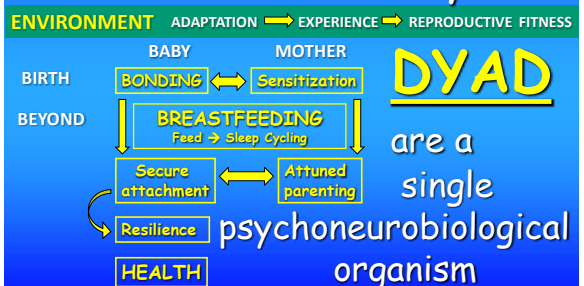 ENVIRONMENT ADAPTATION → EXPERIENCE → REPRODUCTIVE FITNESS
BABY MOTHER
BIRTH BONDING ↔ Sensitization
BEYOND BREASTFEEDING
Feed → Sleep Cycling
Secure attachment ↔ Attuned parenting
Resilience
HEALTH
DYAD
are a
single
psychoneurobiological
organism